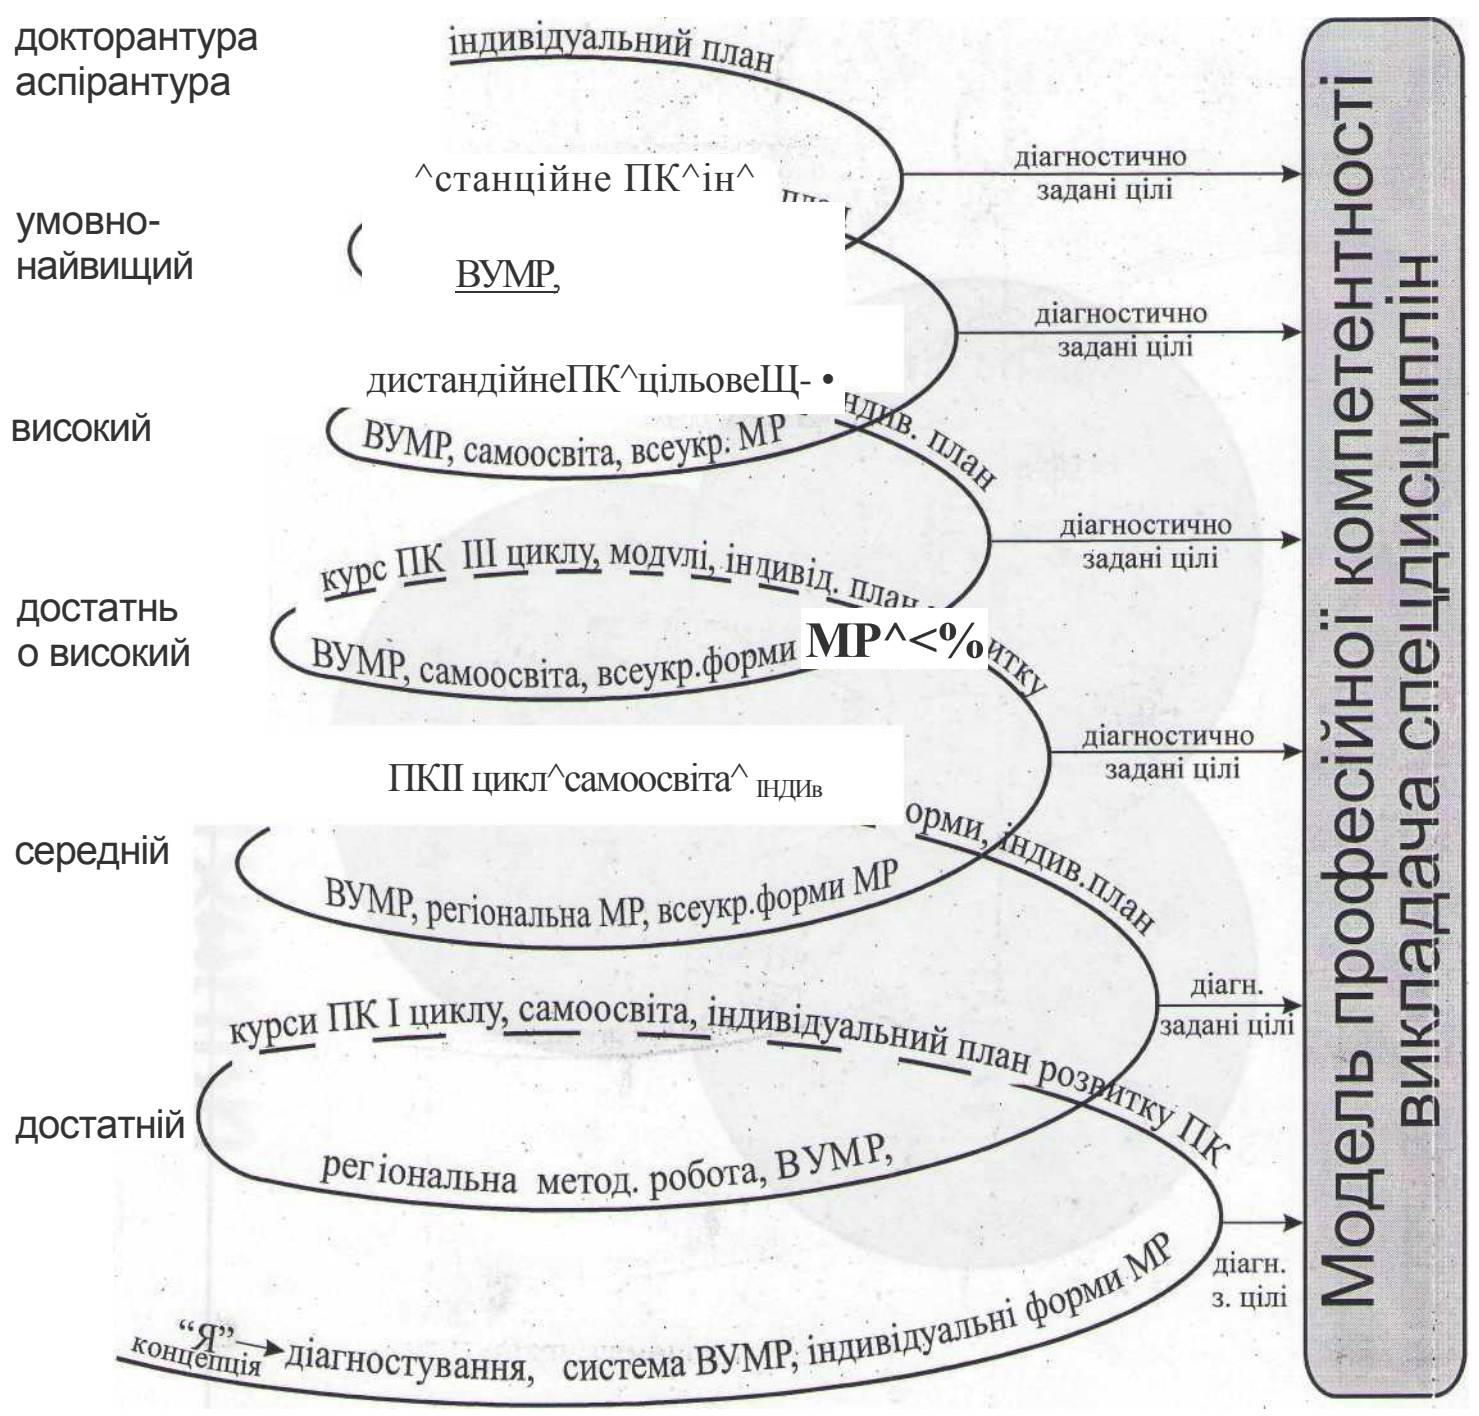 докторантура
аспірантура
індивідуальний план
діагностично
задані цілі
^станційне ПК^ін^
план
умовно-
найвищий
ВУМР,
діагностично
задані цілі
дистандійнеПК^цільовеЩ- •
ндив. план
високий
ВУМР, самоосвіта, всеукр. МР
діагностично
задані цілі
курс ПК III циклу, модулі, індивід. план
достатнь
о високий
ВУМР, самоосвіта, всеукр.форми МР^<%
итку
діагностично
задані цілі
ПКІІ цикл^самоосвіта^ ІНДИв
орми, індив.план
середній
ВУМР, регіональна МР, всеукр.форми МР
діагн.
задані цілі
курси ПК I циклу, самоосвіта, індивідуальний план розвитку ПК
достатній
регіональна метод. робота, ВУМР,
діагн.
з. цілі
“Я”
концепція
діагностування, система ВУМР, індивідуальні форми МР
Модель професійної компетентності
викладача спецдисциплін